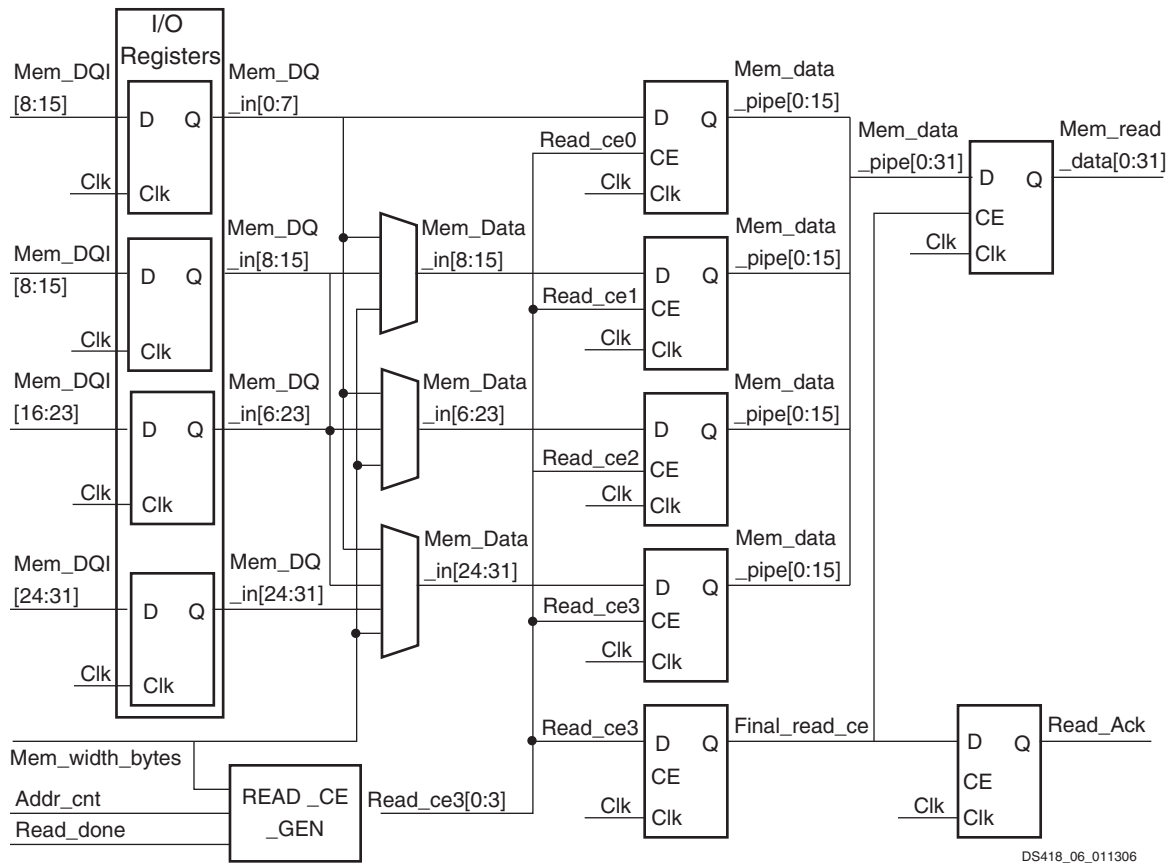 I/O
Registers
Mem_DQI
[8:15]
D Q
Clk
Clk
Mem_DQ
_in[0:7]
Mem_DQI
[8:15]
D Q
Clk
Clk
Mem_DQ
_in[8:15]
Mem_DQI
[16:23]
D Q
Clk
Clk
Mem_DQ
_in[6:23]
Mem_DQI
[24:31]
D Q
Clk
Clk
Mem_DQ
_in[24:31]
Mem_Data
_in[8:15]
Mem_Data
_in[6:23]
Mem_Data
_in[24:31]
Read_ce0
D Q
CE
Clk
Clk
Mem_data
_pipe[0:15]
Read_ce1
D Q
CE
Clk
Clk
Mem_data
_pipe[0:15]
Read_ce2
D Q
CE
Clk
Clk
Mem_data
_pipe[0:15]
Read_ce3
D Q
CE
Clk
Clk
Mem_data
_pipe[0:15]
Mem_data
_pipe[0:31]
D Q
CE
Clk
Clk
Mem_read
_data[0:31]
Mem_width_bytes
Addr_cnt
Read_done
READ _CE
_GEN
Read_ce3[0:3]
Read_ce3
D Q
CE
Clk
Clk
Final_read_ce
D Q
CE
Clk
Clk
Read_Ack
DS418_06_011306